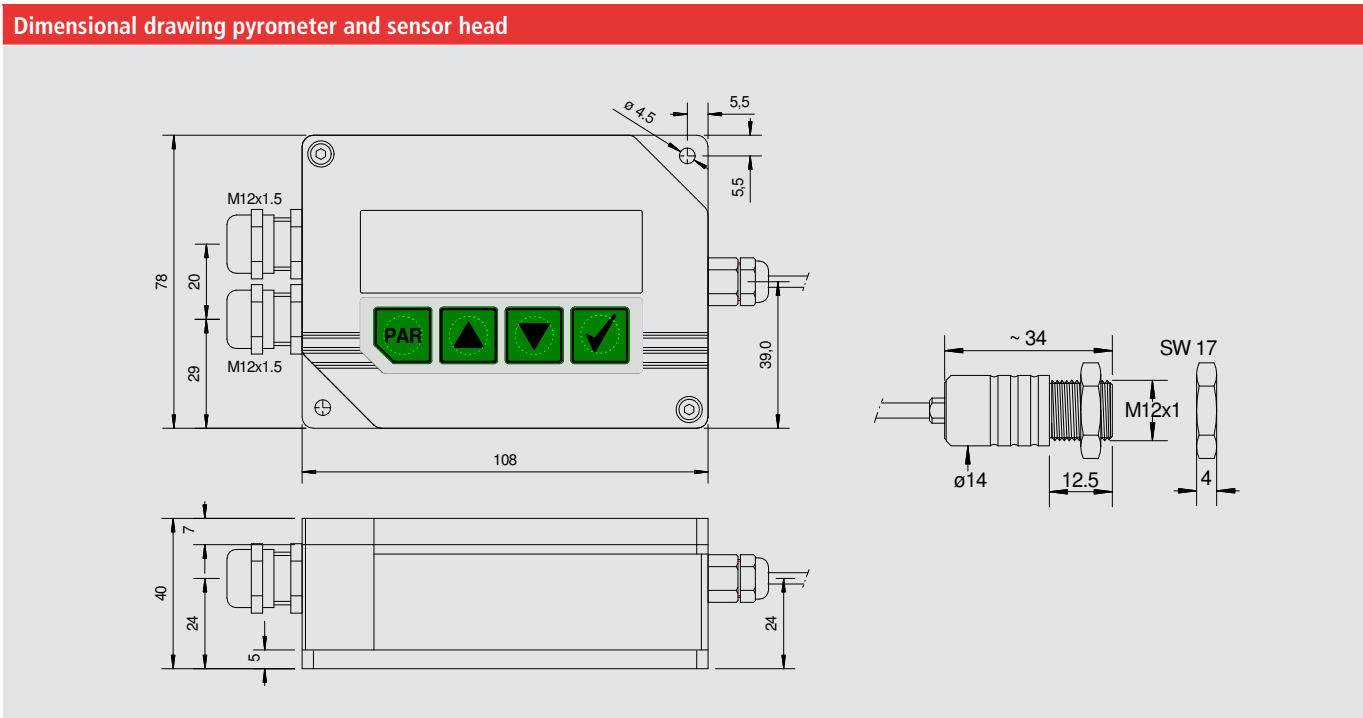 Dimensional drawing pyrometer and sensor head
ø 4.5
5,5
5,5
M12x1.5
78
20
29
M12x1.5
PAR
39,0
108
~ 34
SW 17
M12x1
ø14
12.5
4
7
40
24
5
24